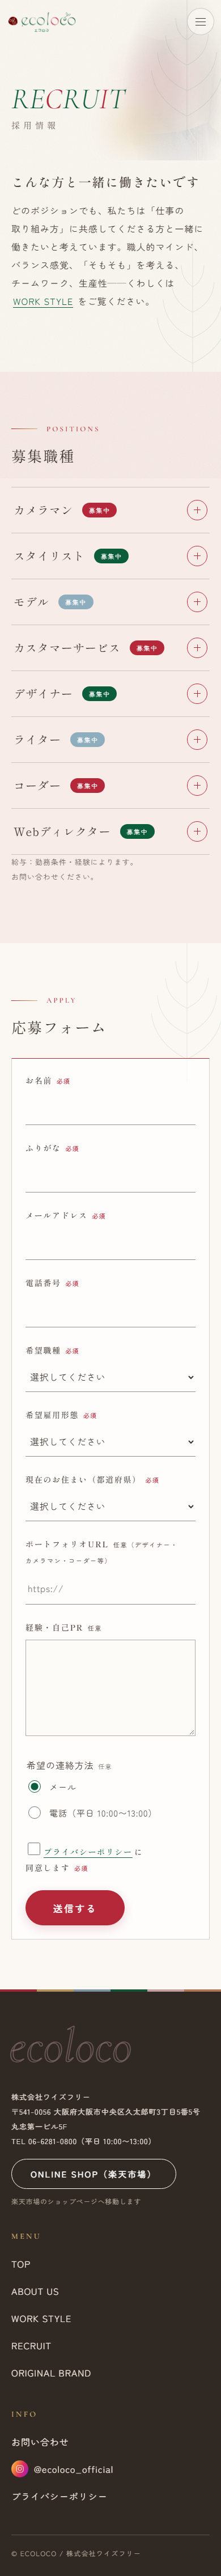 ecoloco
エコロコ
RECRUIT
採用情報
こんな方と一緒に働きたいです
どのポジションでも、私たちは「仕事の
取り組み方」に共感してくださる方と一緒に
働きたいと考えています。職人的マインド、
バランス感覚、「そもそも」を考える、
チームワーク、生産性──くわしくは
WORK STYLE をご覧ください。
POSITIONS
募集職種
カメラマン 募集中
スタイリスト 募集中
モデル 募集中
カスタマーサービス 募集中
デザイナー 募集中
ライター 募集中
コーダー 募集中
Webディレクター 募集中
給与：勤務条件・経験によります。
お問い合わせください。
APPLY
応募フォーム
お名前 必須
ふりがな 必須
メールアドレス 必須
電話番号 必須
希望職種 必須
選択してください
希望雇用形態 必須
選択してください
現在のお住まい（都道府県） 必須
選択してください
ポートフォリオURL 任意（デザイナー・
カメラマン・コーダー等）
https://
経験・自己PR 任意
希望の連絡方法 任意
メール
電話（平日 10:00〜13:00）
プライバシーポリシー に
同意します 必須
送信する
ecoloco
株式会社ワイズフリー
〒541-0056 大阪府大阪市中央区久太郎町3丁目5番5号
丸忠第一ビル5F
TEL 06-6281-0800（平日 10:00〜13:00）
ONLINE SHOP（楽天市場）
楽天市場のショップページへ移動します
MENU
TOP
ABOUT US
WORK STYLE
RECRUIT
ORIGINAL BRAND
INFO
お問い合わせ
@ecoloco_official
プライバシーポリシー
© ECOLOCO / 株式会社ワイズフリー